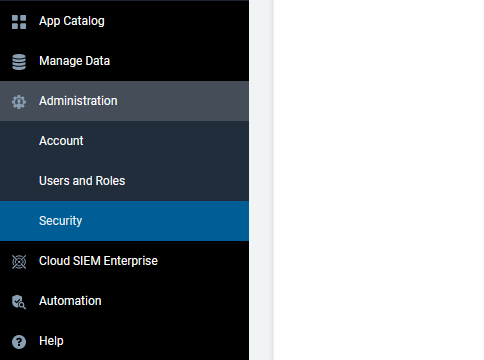 App Catalog
Manage Data
Administration
Account
Users and Roles
Security
Cloud SIEM Enterprise
Automation
Help